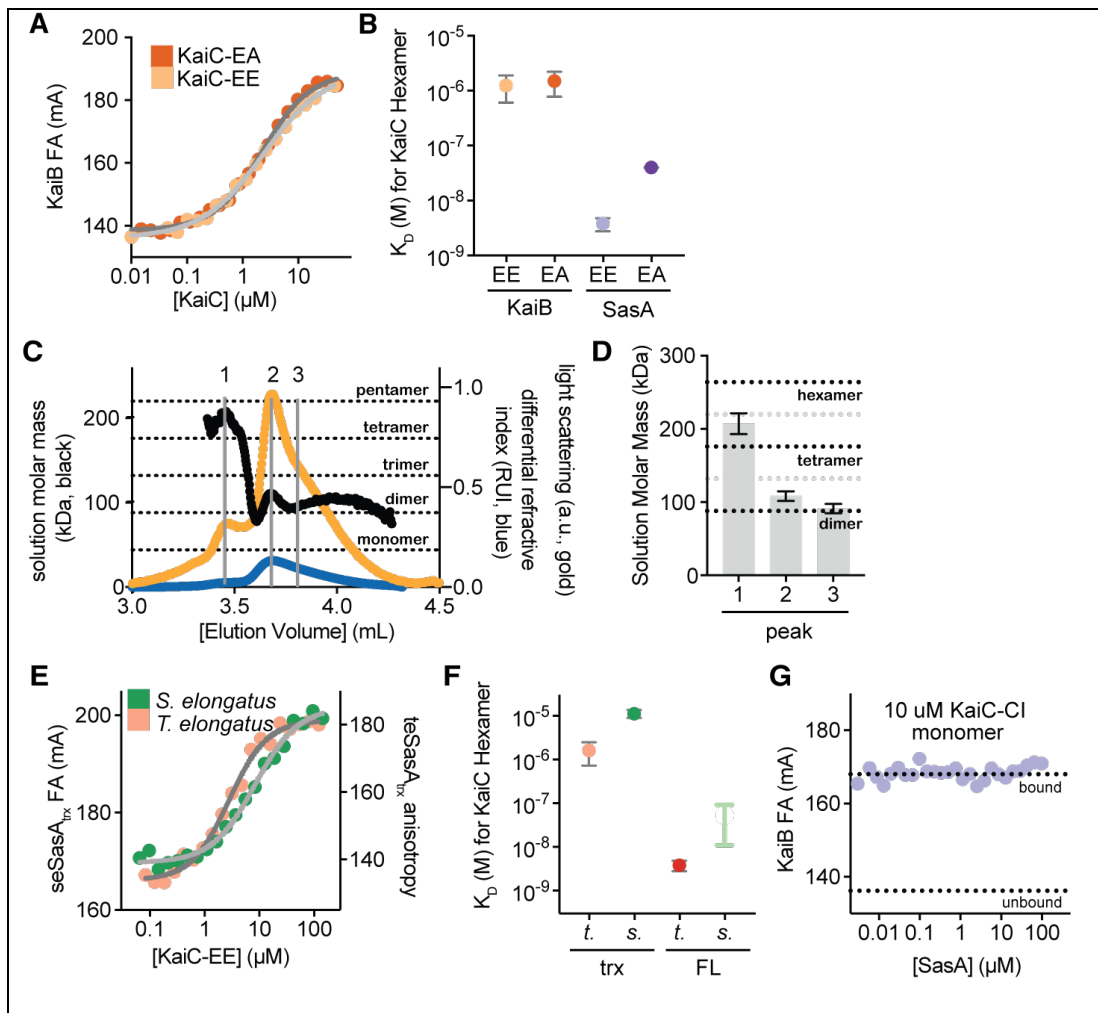 A
200
180
160
140
KaiB FA (mA)
KaiC-EA
KaiC-EE
0.01 0.1 1 10
[KaiC] (µM)
B
10-5
10-6
10-7
10-8
10-9
KD (M) for KaiC Hexamer
EE EA EE EA
KaiB SasA
C
1 2 3
200
100
0
solution molar mass
(kDa, black)
pentamer
tetramer
trimer
dimer
monomer
1.0
0.5
0.0
differential refractive
index (RUI, blue)
light scattering
(a.u., gold)
3.0 3.5 4.0 4.5
[Elution Volume] (mL)
D
300
200
100
0
Solution Molar Mass (kDa)
hexamer
tetramer
dimer
1 2 3
peak
E
S. elongatus
T. elongatus
200
180
160
seSasAtrx FA (mA)
180
160
140
teSasAtrx anisotropy
0.1 1 10 100
[KaiC-EE] (µM)
F
10-5
10-6
10-7
10-8
10-9
KD (M) for KaiC Hexamer
t. s. t. s.
trx FL
G
180
160
140
KaiB FA (mA)
10 uM KaiC-CI
monomer
bound
unbound
0.01 0.1 1 10 100
[SasA] (µM)